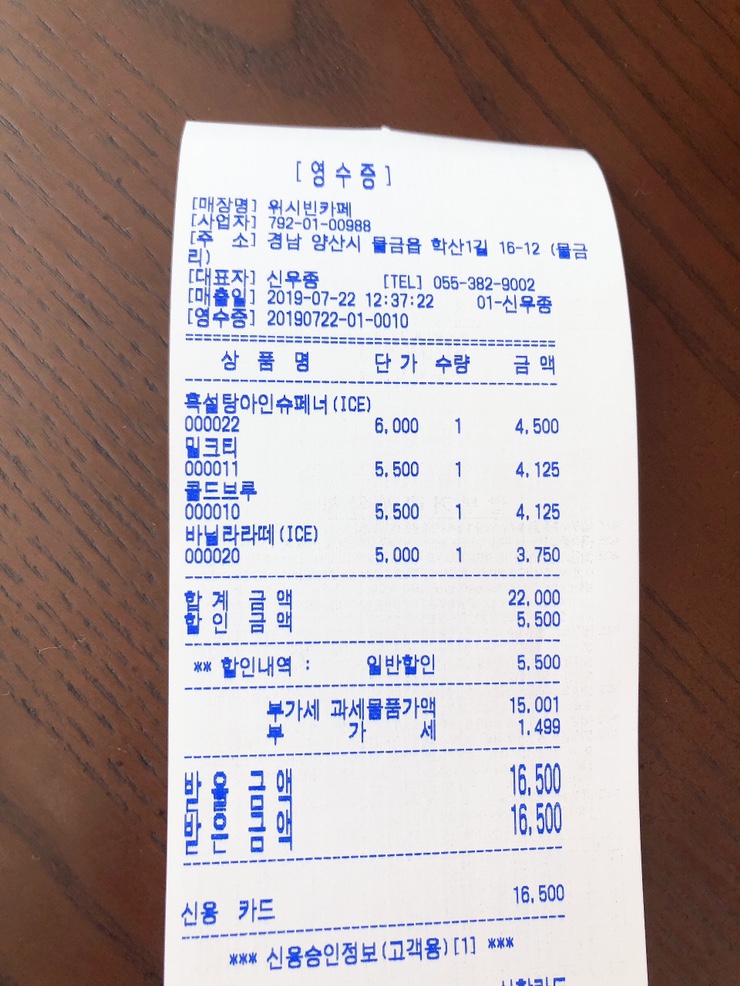 [영수증]
[매장명] 위시빈카페
[사업자] 792-01-00988
[주 소] 경남 양산시 물금읍 학산1길 16-12 (물금
리)
[대표자] 신우종 [TEL] 055-382-9002
[매출일] 2019-07-22 12:37:22 01-신우종
[영수증] 20190722-01-0010
상 품 명 단 가 수량 금 액
흑설탕아인슈페너(ICE)
000022 6,000 1 4,500
밀크티
000011 5,500 1 4,125
콜드브루
000010 5,500 1 4,125
바닐라라떼(ICE)
000020 5,000 1 3,750
합 계 금 액 22,000
할 인 금 액 5,500
** 할인내역 : 일반할인 5,500
부가세 과세물품가액 15,001
부 가 세 1,499
받 을 금 액 16,500
받 은 금 액 16,500
신용 카드 16,500
*** 신용승인정보(고객용)[1] ***